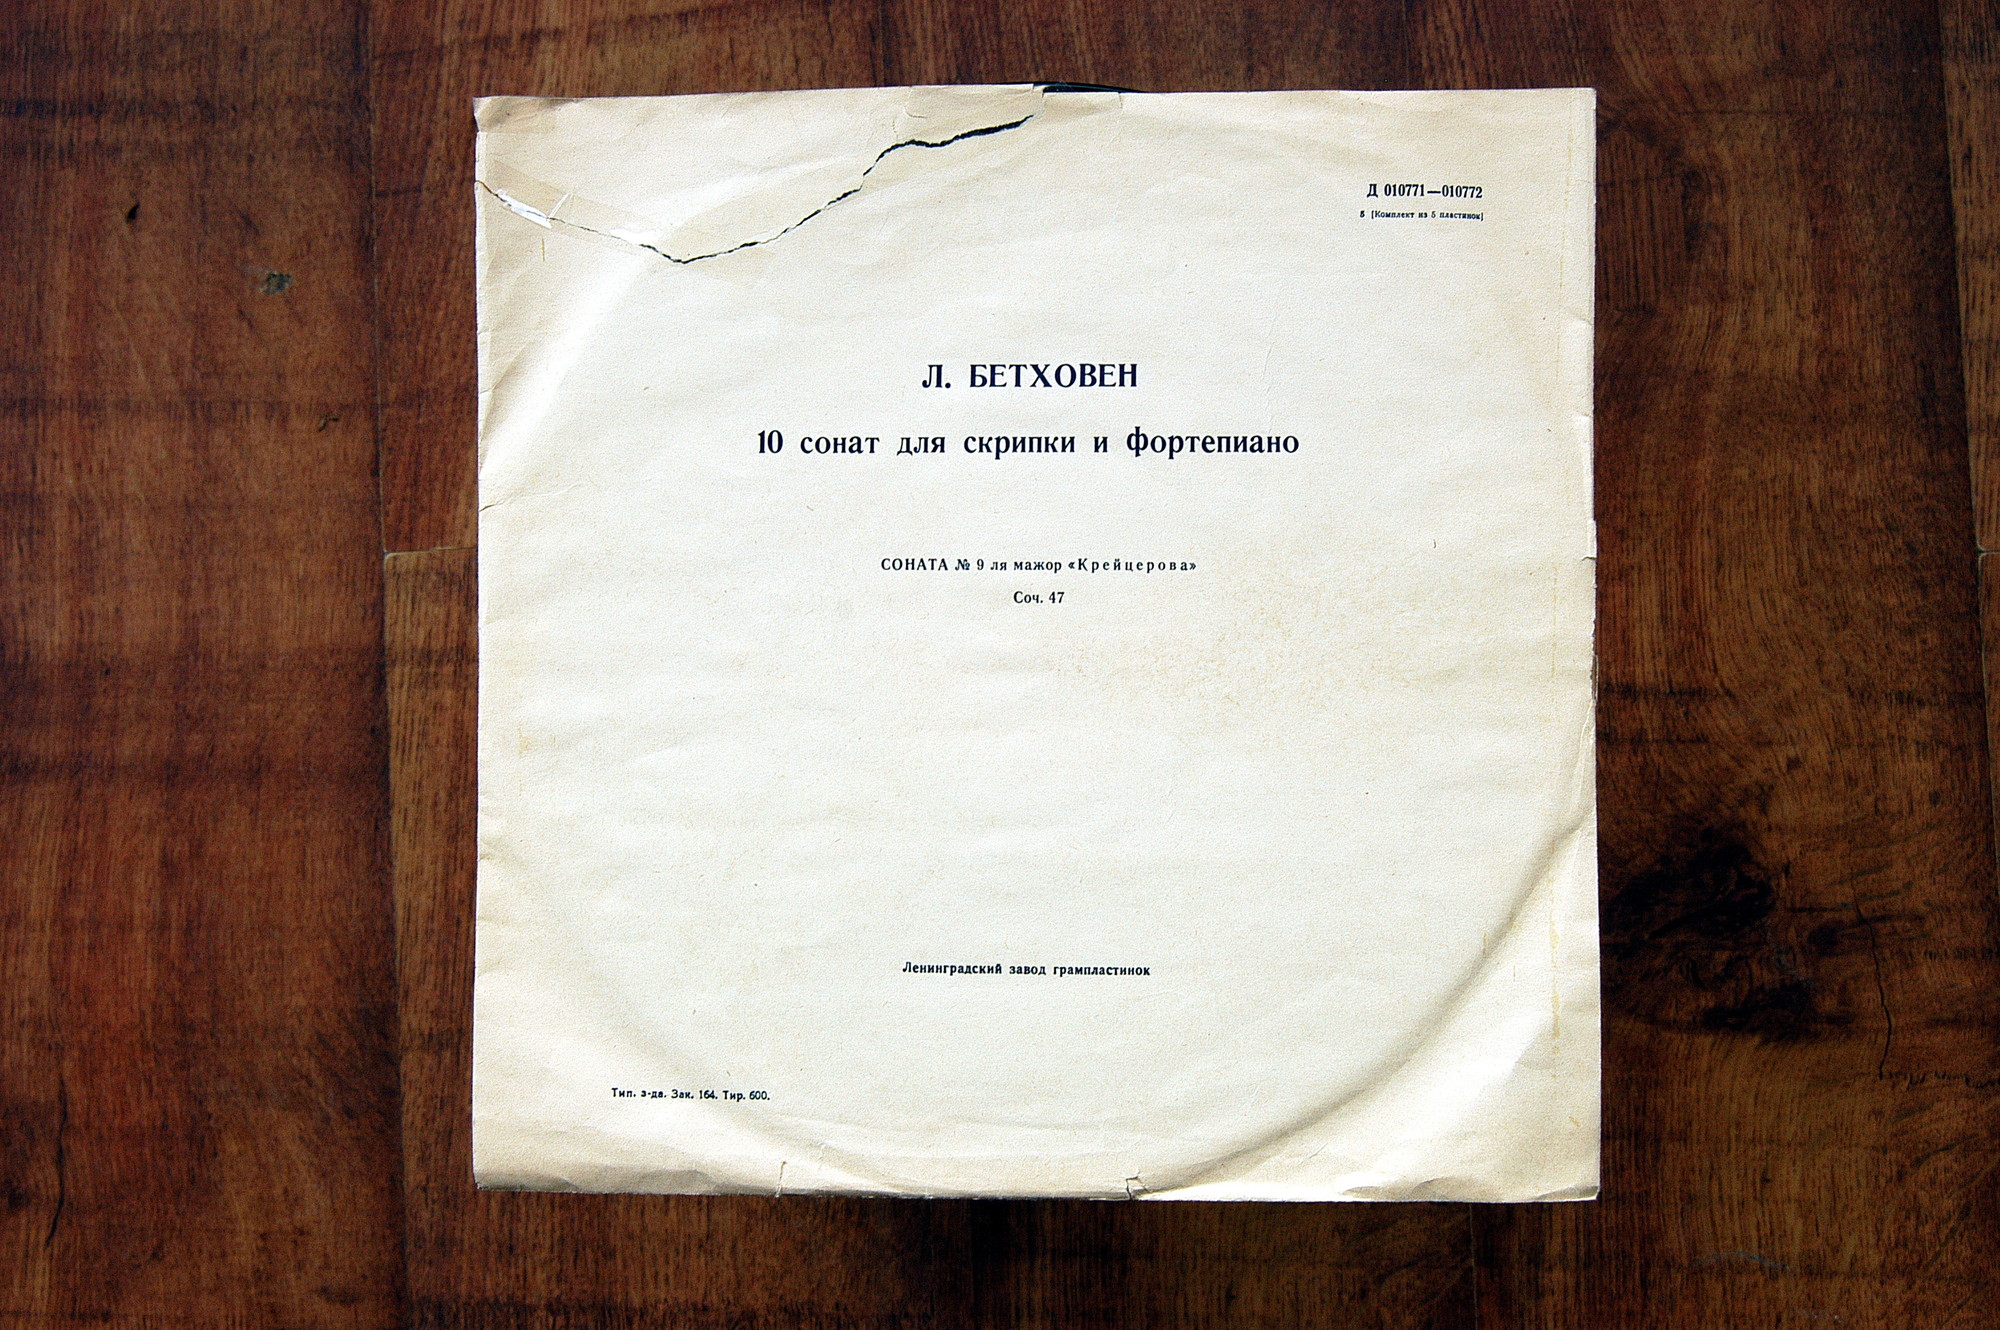 Д 010771—010772
5 [Комплект из 5 пластинок]
Л. БЕТХОВЕН
10 сонат для скрипки и фортепиано
СОНАТА № 9 ля мажор «Крейцерова»
Соч. 47
Ленинградский завод грампластинок
Тип. з-да. Зак. 164. Тир. 600.